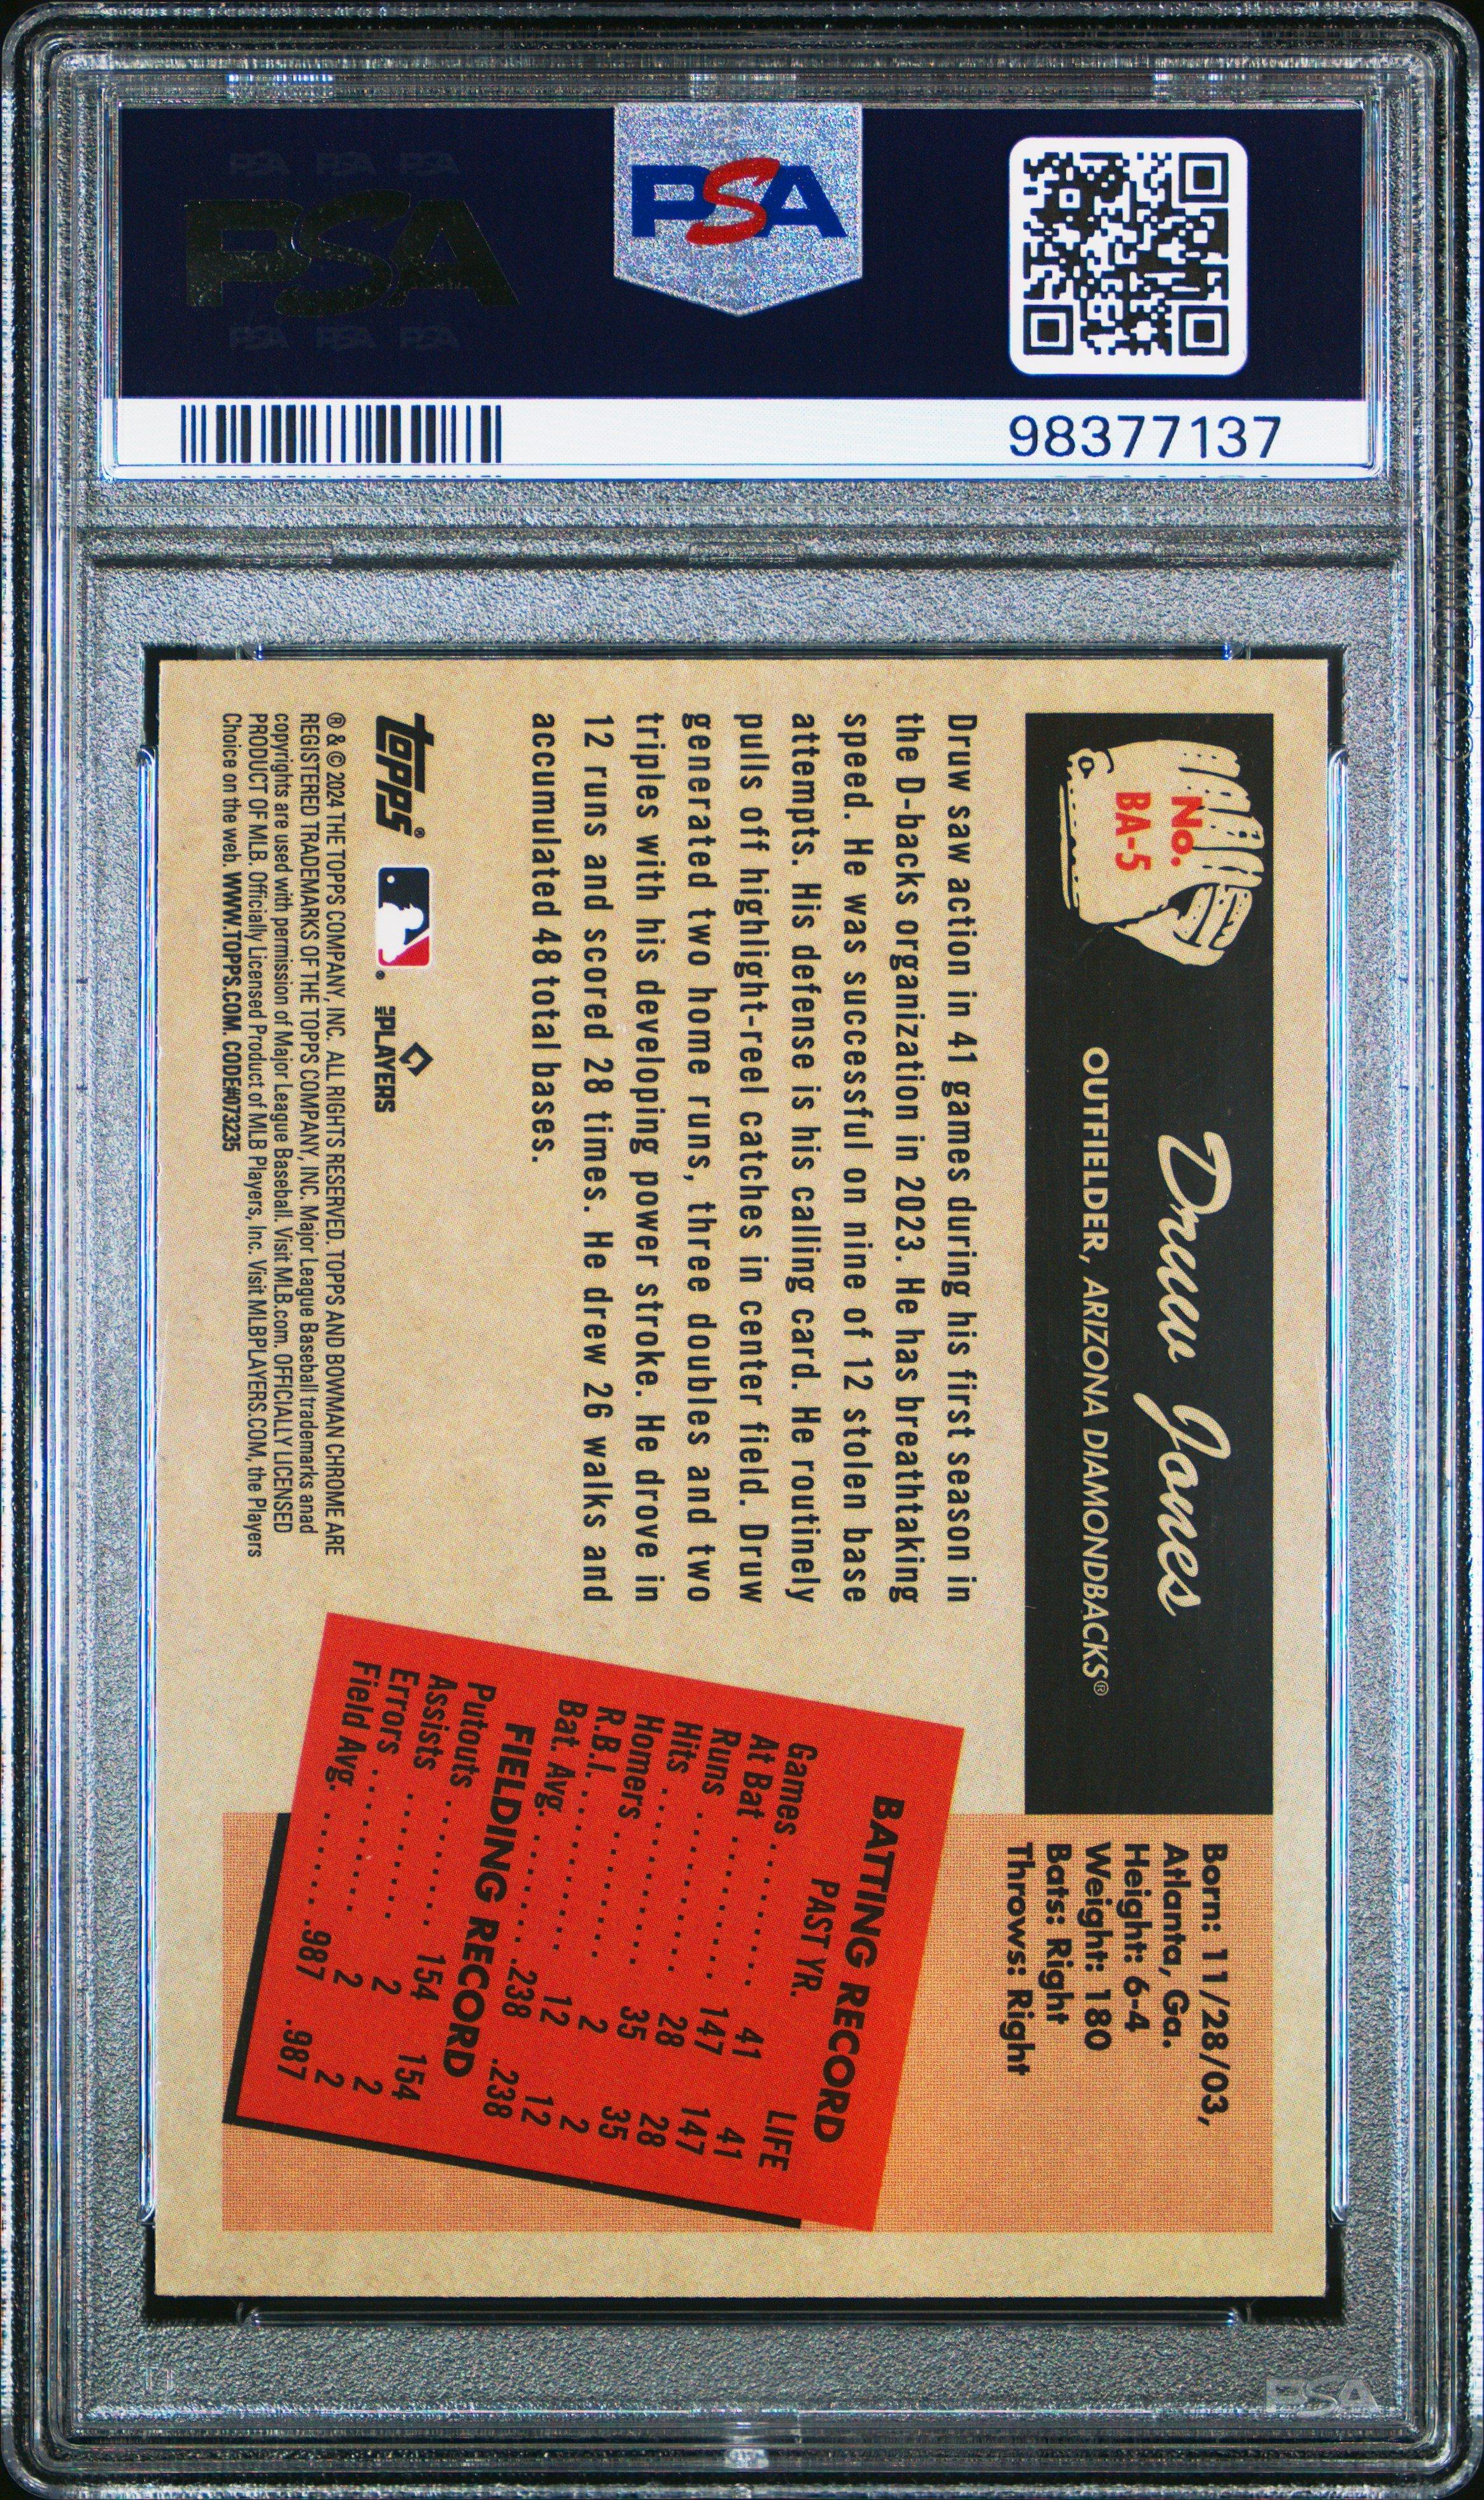 PSA PSA PSA
PSA
PSA PSA PSA
PSA
98377137
No.
BA-5
Druw Jones
OUTFIELDER, ARIZONA DIAMONDBACKS®
Born: 11/28/03,
Atlanta, Ga.
Height: 6-4
Weight: 180
Bats: Right
Throws: Right
Druw saw action in 41 games during his first season in
the D-backs organization in 2023. He has breathtaking
speed. He was successful on nine of 12 stolen base
attempts. His defense is his calling card. He routinely
pulls off highlight-reel catches in center field. Druw
generated two home runs, three doubles and two
triples with his developing power stroke. He drove in
12 runs and scored 28 times. He drew 26 walks and
accumulated 48 total bases.
BATTING RECORD
PAST YR. LIFE
Games .......... 41 41
At Bat .......... 147 147
Runs .......... 28 28
Hits .......... 35 35
Homers .......... 2 2
R.B.I. .......... 12 12
Bat. Avg. .......... .238 .238
FIELDING RECORD
Putouts .......... 154 154
Assists .......... 2 2
Errors .......... 2 2
Field Avg. .......... .987 .987
topps® ® MLB PLAYERS
® & © 2024 THE TOPPS COMPANY, INC. ALL RIGHTS RESERVED. TOPPS AND BOWMAN CHROME ARE
REGISTERED TRADEMARKS OF THE TOPPS COMPANY, INC. Major League Baseball trademarks anad
copyrights are used with permission of Major League Baseball. Visit MLB.com. OFFICIALLY LICENSED
PRODUCT OF MLB. Officially Licensed Product of MLB Players, Inc. Visit MLBPLAYERS.COM, the Players
Choice on the web. WWW.TOPPS.COM. CODE#073235
PSA